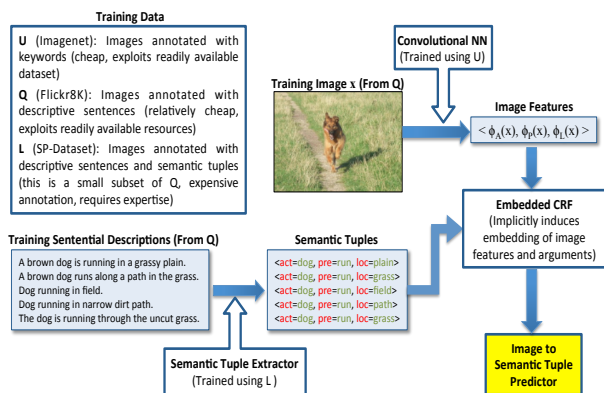 Training Data
U (Imagenet): Images annotated with
keywords (cheap, exploits readily available
dataset)
Q (Flickr8K): Images annotated with
descriptive sentences (relatively cheap,
exploits readily available resources)
L (SP-Dataset): Images annotated with
descriptive sentences and semantic tuples
(this is a small subset of Q, expensive
annotation, requires expertise)
Convolutional NN
(Trained using U)
Training Image x (From Q)
Image Features
< ϕA(x), ϕP(x), ϕL(x) >
Embedded CRF
(Implicitly induces
embedding of image
features and arguments)
Training Sentential Descriptions (From Q)
A brown dog is running in a grassy plain.
A brown dog runs along a path in the grass.
Dog running in field.
Dog running in narrow dirt path.
The dog is running through the uncut grass.
Semantic Tuples
<act=dog, pre=run, loc=plain>
<act=dog, pre=run, loc=grass>
<act=dog, pre=run, loc=field>
<act=dog, pre=run, loc=path>
<act=dog, pre=run, loc=grass>
Semantic Tuple Extractor
(Trained using L )
Image to
Semantic Tuple
Predictor